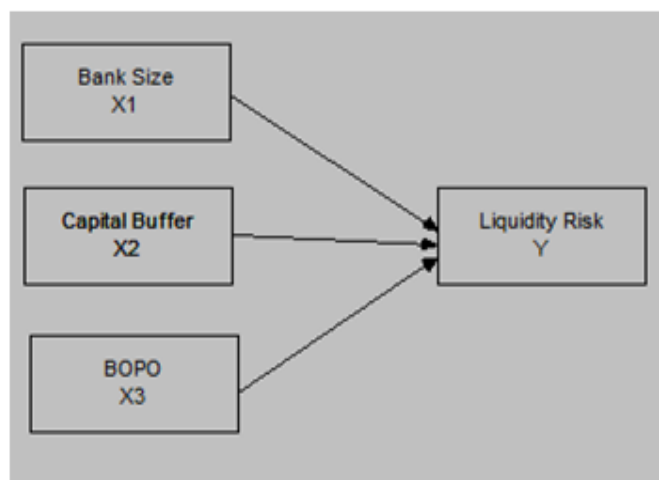 Bank Size
X1
Capital Buffer
X2
Liquidity Risk
Y
BOPO
X3